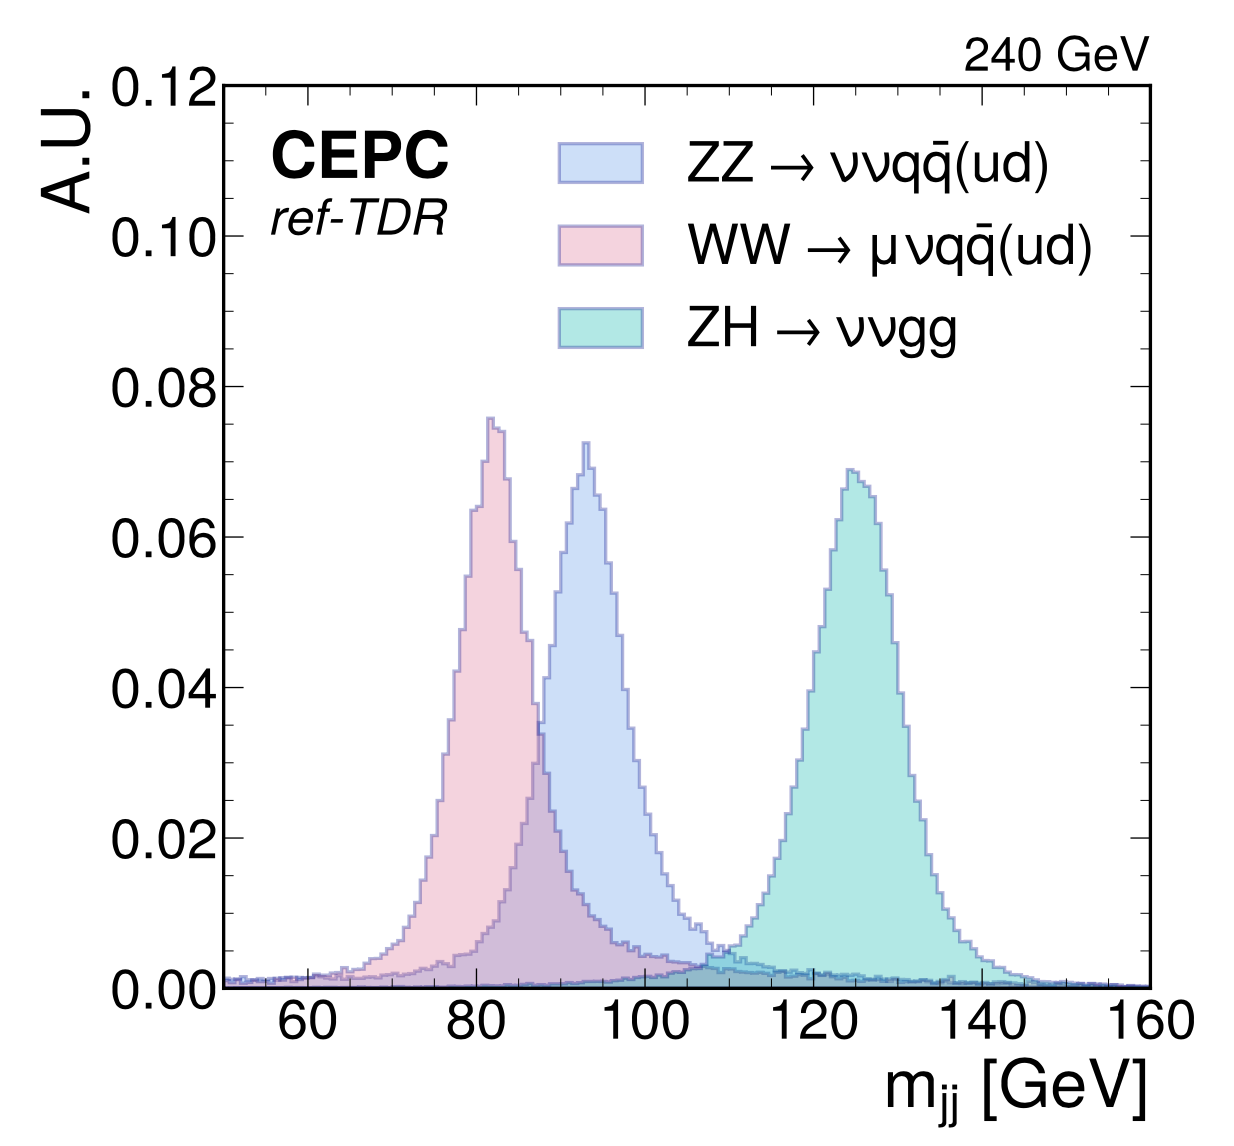 240 GeV
A.U.
CEPC
ref-TDR
ZZ → ννqq̄(ud)
WW → μνqq̄(ud)
ZH → ννgg
0.12
0.10
0.08
0.06
0.04
0.02
0.00
60 80 100 120 140 160
m_jj [GeV]